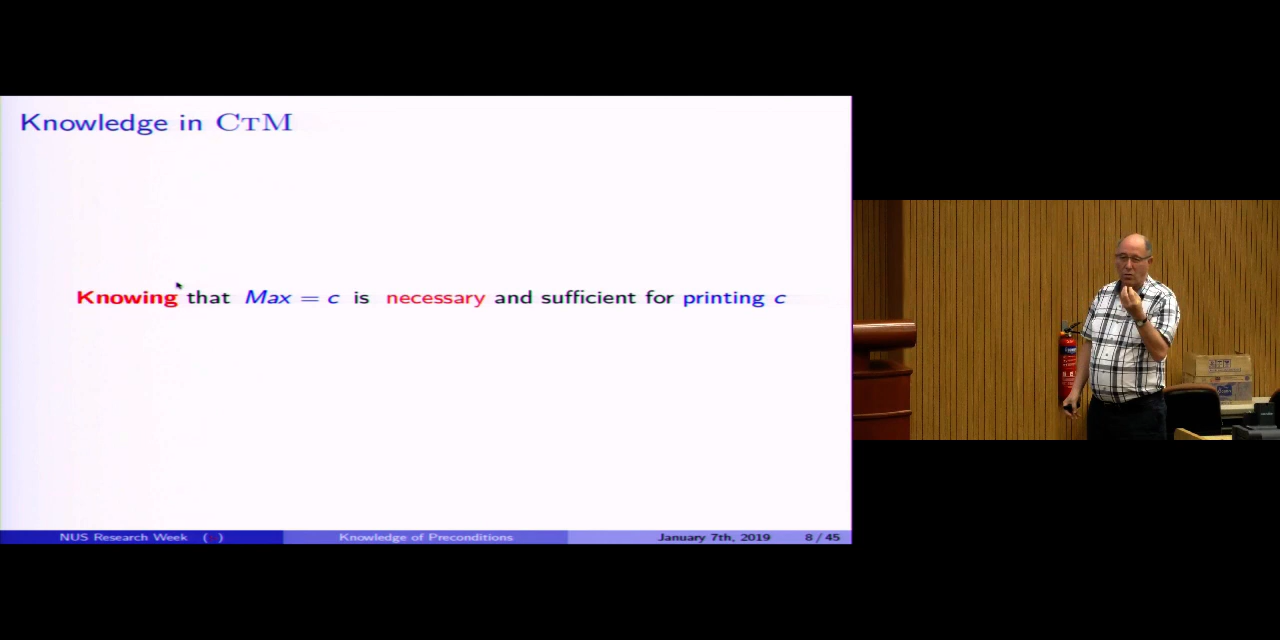 Knowledge in CTM
Knowing that Max = c is necessary and sufficient for printing c
NUS Research Week ( )
Knowledge of Preconditions
January 7th, 2019
8 / 45